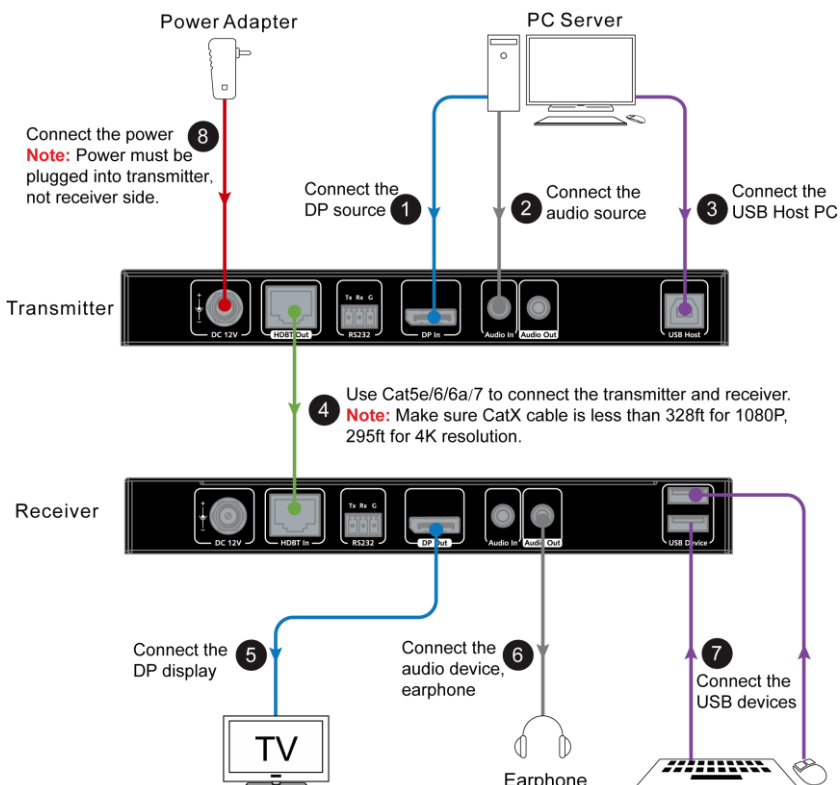 Power Adapter
PC Server
Connect the power
8
Note: Power must be
plugged into transmitter,
not receiver side.
Connect the
DP source
1
2
Connect the
audio source
3
Connect the
USB Host PC
Transmitter
DC 12V
HDBT Out
Tx Rx G
RS232
DP In
Audio In
Audio Out
USB Host
4
Use Cat5e/6/6a/7 to connect the transmitter and receiver.
Note: Make sure CatX cable is less than 328ft for 1080P,
295ft for 4K resolution.
Receiver
DC 12V
HDBT In
Tx Rx G
RS232
DP Out
Audio In
Audio Out
USB Device
Connect the
DP display
5
Connect the
audio device,
earphone
6
7
Connect the
USB devices
TV
Earphone